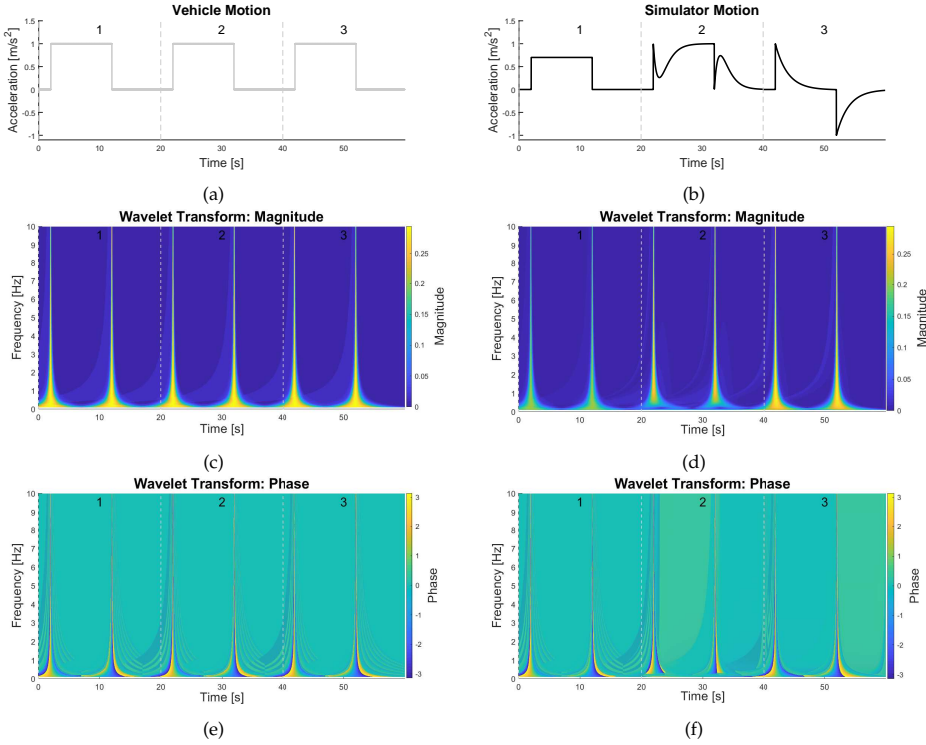 Vehicle Motion
1.5
1
0.5
0
-0.5
-1
1 2 3
0 10 20 30 40 50
Acceleration [m/s²]
Time [s]
(a)
Simulator Motion
1.5
1
0.5
0
-0.5
-1
1 2 3
0 10 20 30 40 50
Acceleration [m/s²]
Time [s]
(b)
Wavelet Transform: Magnitude
10
9
8
7
6
5
4
3
2
1
0
1 2 3
0 10 20 30 40 50
Frequency [Hz]
Time [s]
0.25
0.2
0.15
0.1
0.05
0
Magnitude
(c)
Wavelet Transform: Magnitude
10
9
8
7
6
5
4
3
2
1
0
1 2 3
0 10 20 30 40 50
Frequency [Hz]
Time [s]
0.25
0.2
0.15
0.1
0.05
0
Magnitude
(d)
Wavelet Transform: Phase
10
9
8
7
6
5
4
3
2
1
0
1 2 3
0 10 20 30 40 50
Frequency [Hz]
Time [s]
3
2
1
0
-1
-2
-3
Phase
(e)
Wavelet Transform: Phase
10
9
8
7
6
5
4
3
2
1
0
1 2 3
0 10 20 30 40 50
Frequency [Hz]
Time [s]
3
2
1
0
-1
-2
-3
Phase
(f)